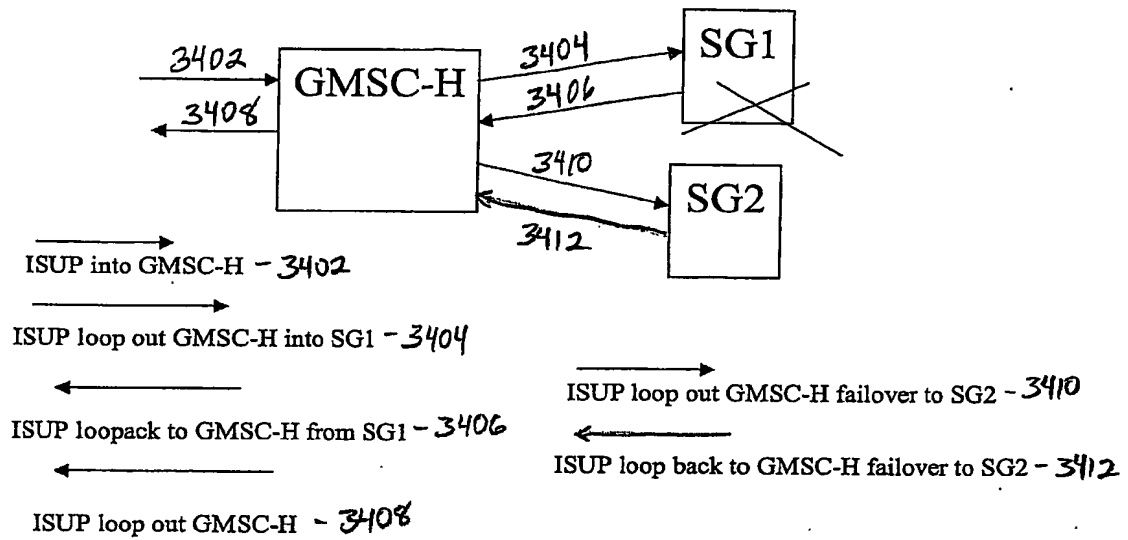 3402
3408
GMSC-H
3404
3406
SG1
3410
3412
SG2
ISUP into GMSC-H - 3402
ISUP loop out GMSC-H into SG1 - 3404
ISUP loopack to GMSC-H from SG1 - 3406
ISUP loop out GMSC-H - 3408
ISUP loop out GMSC-H failover to SG2 - 3410
ISUP loop back to GMSC-H failover to SG2 - 3412